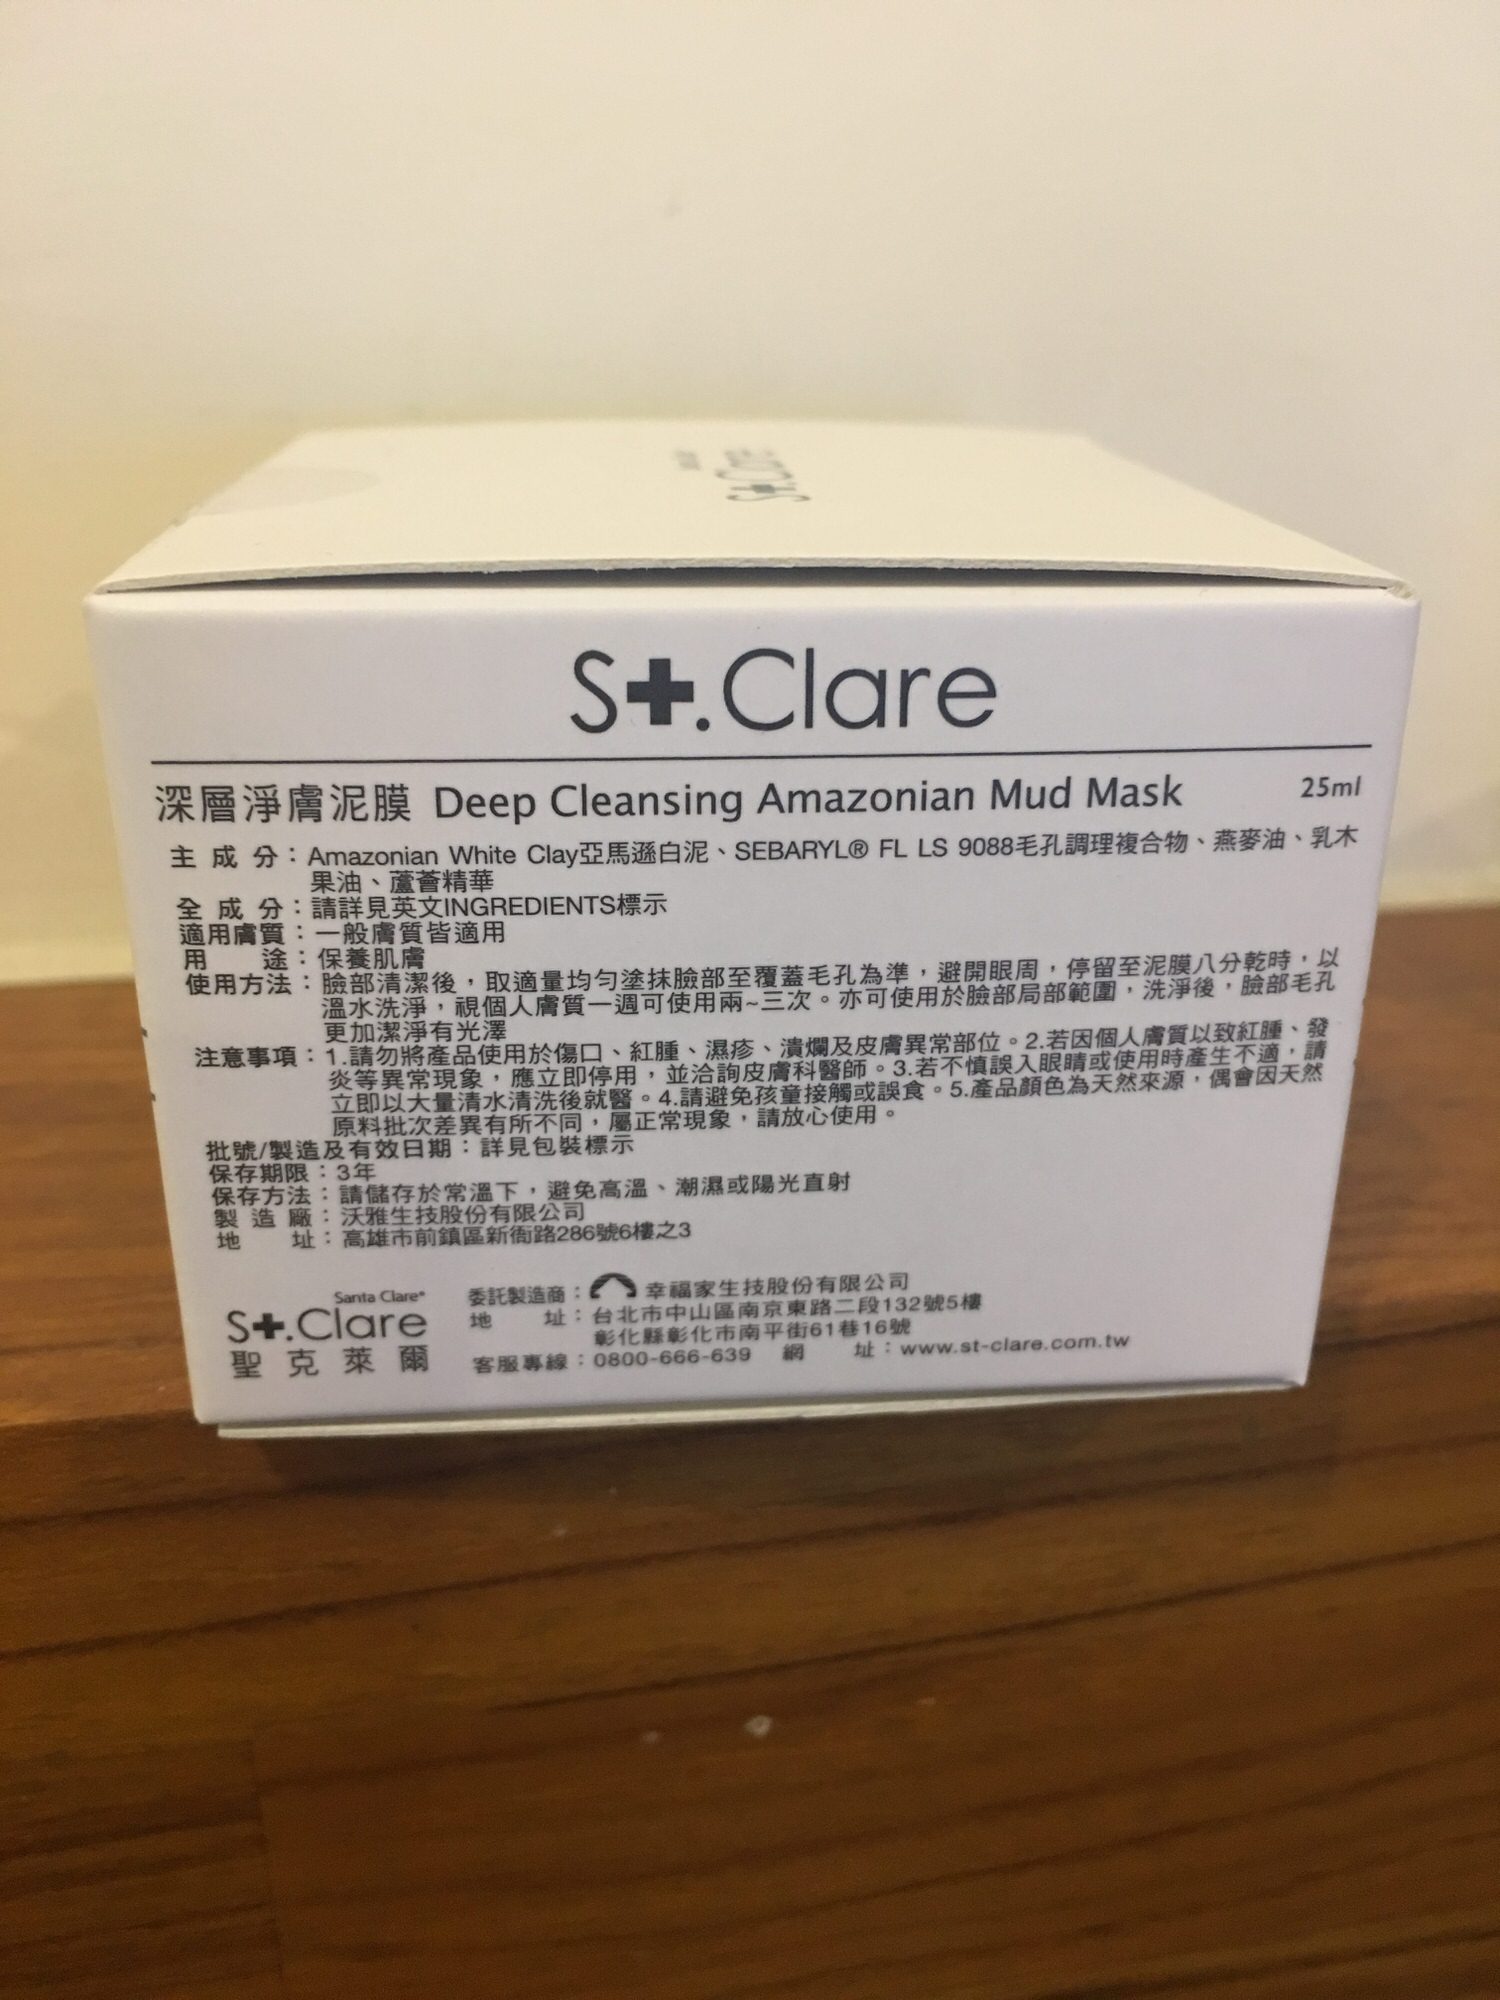 St.Clare
St.Clare
深層淨膚泥膜 Deep Cleansing Amazonian Mud Mask 25ml
主成分：Amazonian White Clay亞馬遜白泥、SEBARYL® FL LS 9088毛孔調理複合物、燕麥油、乳木
果油、蘆薈精華
全成分：請詳見英文INGREDIENTS標示
適用膚質：一般膚質皆適用
用途：保養肌膚
使用方法：臉部清潔後，取適量均勻塗抹臉部至覆蓋毛孔為準，避開眼周，停留至泥膜八分乾時，以
溫水洗淨，視個人膚質一週可使用兩~三次。亦可使用於臉部局部範圍，洗淨後，臉部毛孔
更加潔淨有光澤
注意事項：1.請勿將產品使用於傷口、紅腫、濕疹、潰爛及皮膚異常部位。2.若因個人膚質以致紅腫、發
炎等異常現象，應立即停用，並洽詢皮膚科醫師。3.若不慎誤入眼睛或使用時產生不適，請
立即以大量清水清洗後就醫。4.請避免孩童接觸或誤食。5.產品顏色為天然來源，偶會因天然
原料批次差異有所不同，屬正常現象，請放心使用。
批號/製造及有效日期：詳見包裝標示
保存期限：3年
保存方法：請儲存於常溫下，避免高溫、潮濕或陽光直射
製造廠：沃雅生技股份有限公司
地址：高雄市前鎮區新衙路286號6樓之3
Santa Clare®
St.Clare
聖克萊爾
委託製造商：幸福家生技股份有限公司
地址：台北市中山區南京東路二段132號5樓
彰化縣彰化市南平街61巷16號
客服專線：0800-666-639 網址：www.st-clare.com.tw